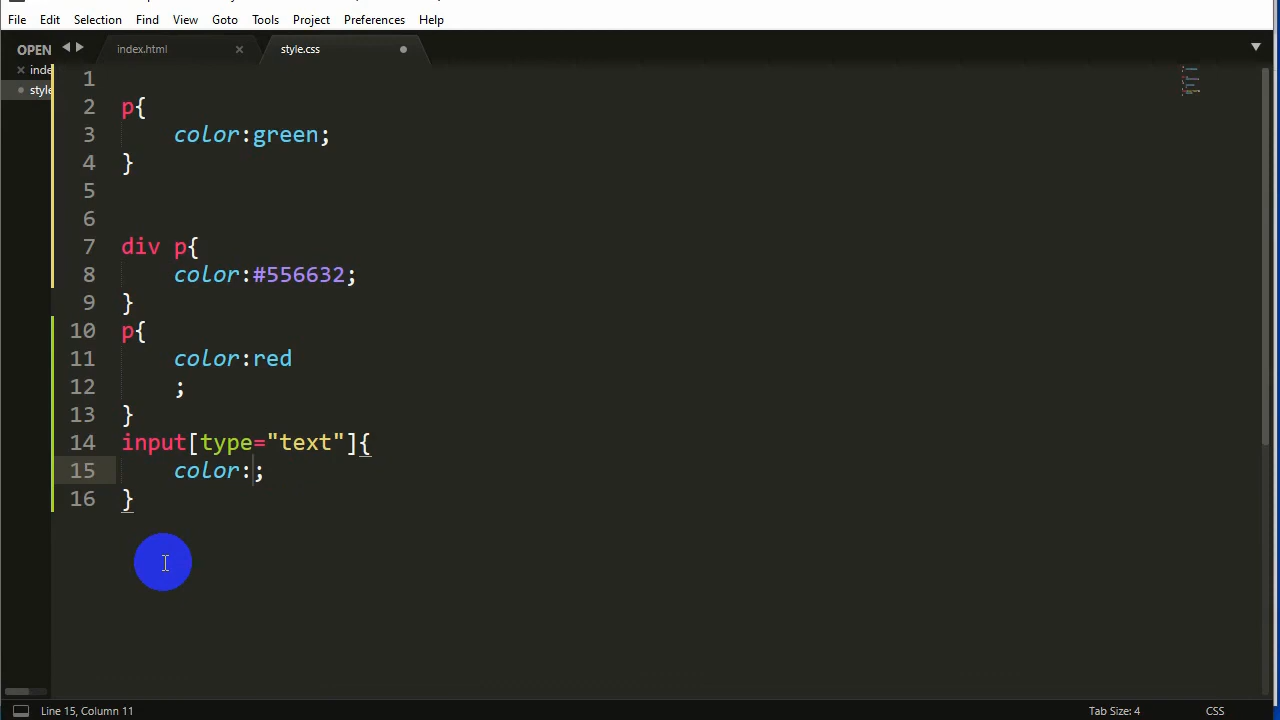 File Edit Selection Find View Goto Tools Project Preferences Help
OPEN index.html style.css
inde
style
1
2 p{
3 color:green;
4 }
5
6
7 div p{
8 color:#556632;
9 }
10 p{
11 color:red
12 ;
13 }
14 input[type="text"]{
15 color:;
16 }
Line 15, Column 11 Tab Size: 4 CSS